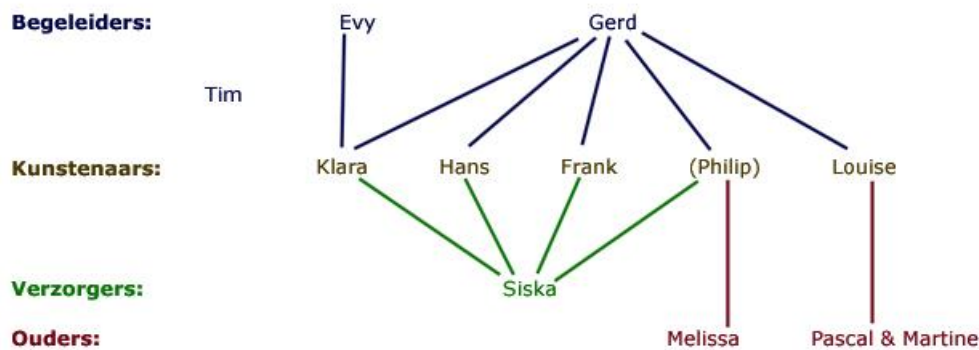 Begeleiders: Evy Gerd
Tim
Kunstenaars: Klara Hans Frank (Philip) Louise
Verzorgers: Siska
Ouders: Melissa Pascal & Martine